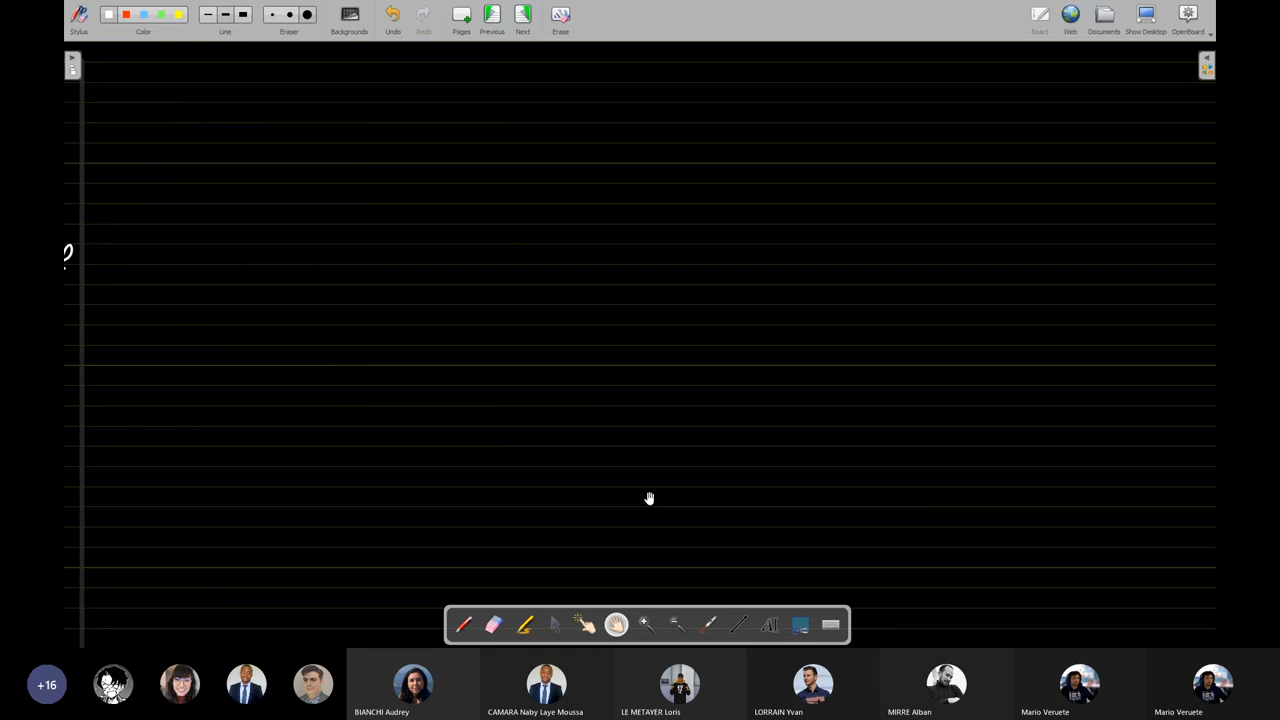 Stylus
Color
Line
Eraser
Backgrounds
Undo
Redo
Pages
Previous
Next
Erase
Board
Web
Documents
Show Desktop
OpenBoard
AI
+16
BIANCHI Audrey
CAMARA Naby Laye Moussa
LE METAYER Loris
LORRAIN Yvan
MIRRE Alban
Mario Veruete
Mario Veruete